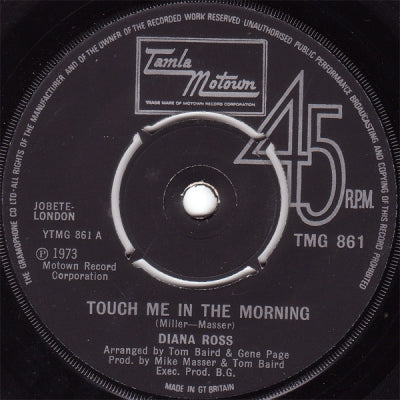 THE GRAMOPHONE CO LTD-ALL RIGHTS OF THE MANUFACTURER AND OF THE OWNER OF THE RECORDED WORK RESERVED UNAUTHORISED PUBLIC PERFORMANCE BROADCASTING AND COPYING OF THIS RECORD PROHIBITED
Tamla
Motown
TRADE MARK OF MOTOWN RECORD CORPORATION
45 R.P.M.
JOBETE-
LONDON
YTMG 861 A
TMG 861
℗ 1973
Motown Record
Corporation
TOUCH ME IN THE MORNING
(Miller-Masser)
DIANA ROSS
Arranged by Tom Baird & Gene Page
Prod. by Mike Masser & Tom Baird
Exec. Prod. B.G.
MADE IN GT BRITAIN